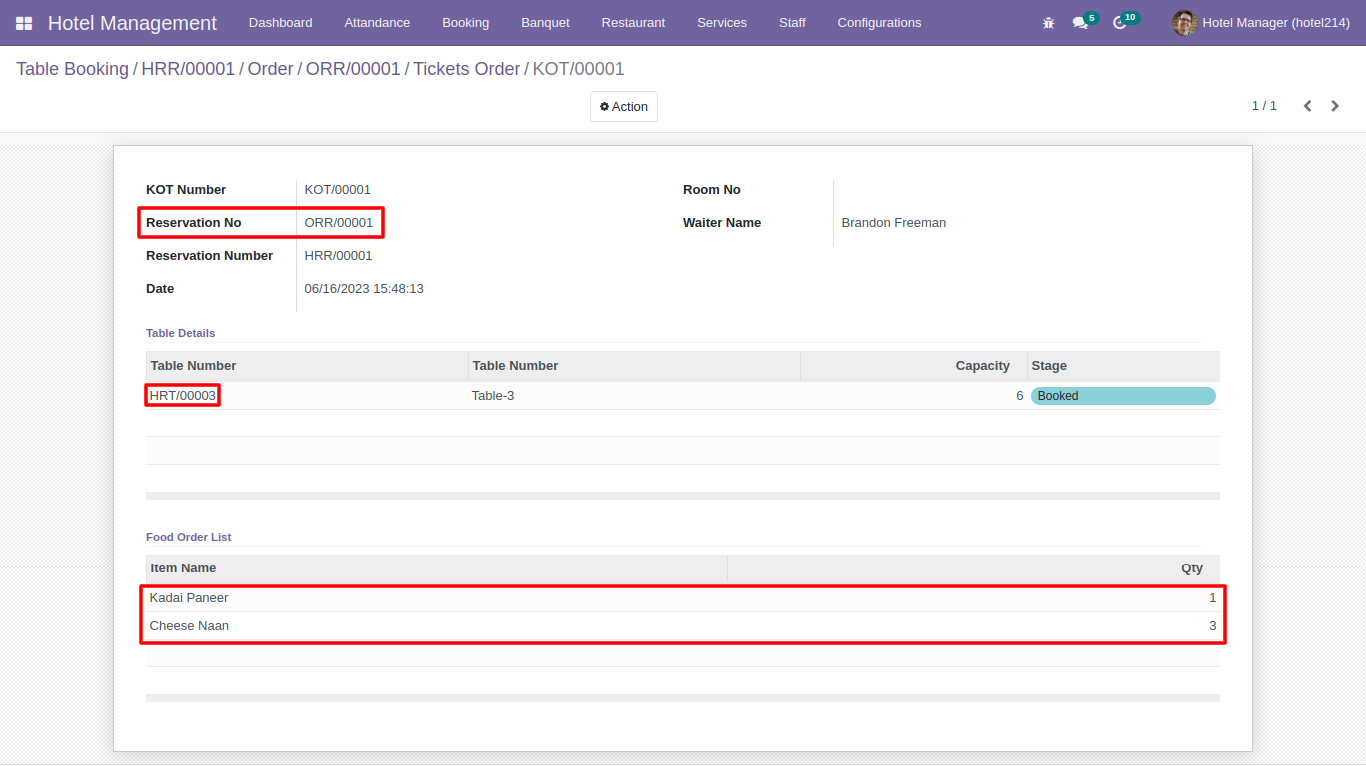 Hotel Management Dashboard Attandance Booking Banquet Restaurant Services Staff Configurations 5 10 Hotel Manager (hotel214)
Table Booking / HRR/00001 / Order / ORR/00001 / Tickets Order / KOT/00001
Action 1 / 1
KOT Number KOT/00001 Room No
Reservation No ORR/00001 Waiter Name Brandon Freeman
Reservation Number HRR/00001
Date 06/16/2023 15:48:13
Table Details
Table Number Table Number Capacity Stage
HRT/00003 Table-3 6 Booked
Food Order List
Item Name Qty
Kadai Paneer 1
Cheese Naan 3